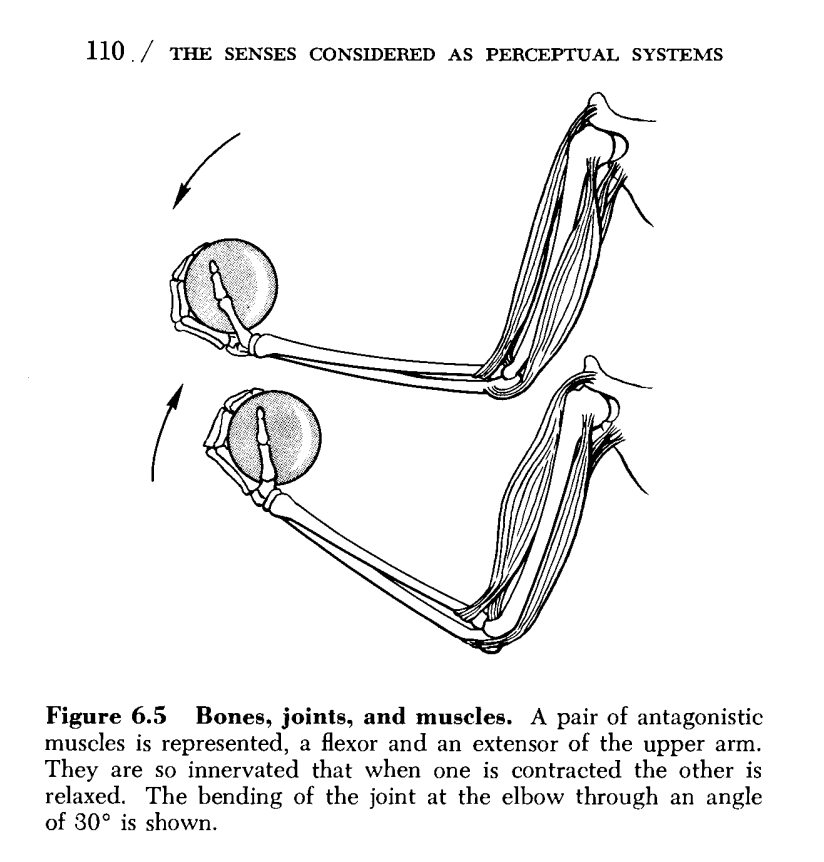 110 / THE SENSES CONSIDERED AS PERCEPTUAL SYSTEMS
Figure 6.5 Bones, joints, and muscles. A pair of antagonistic
muscles is represented, a flexor and an extensor of the upper arm.
They are so innervated that when one is contracted the other is
relaxed. The bending of the joint at the elbow through an angle
of 30° is shown.